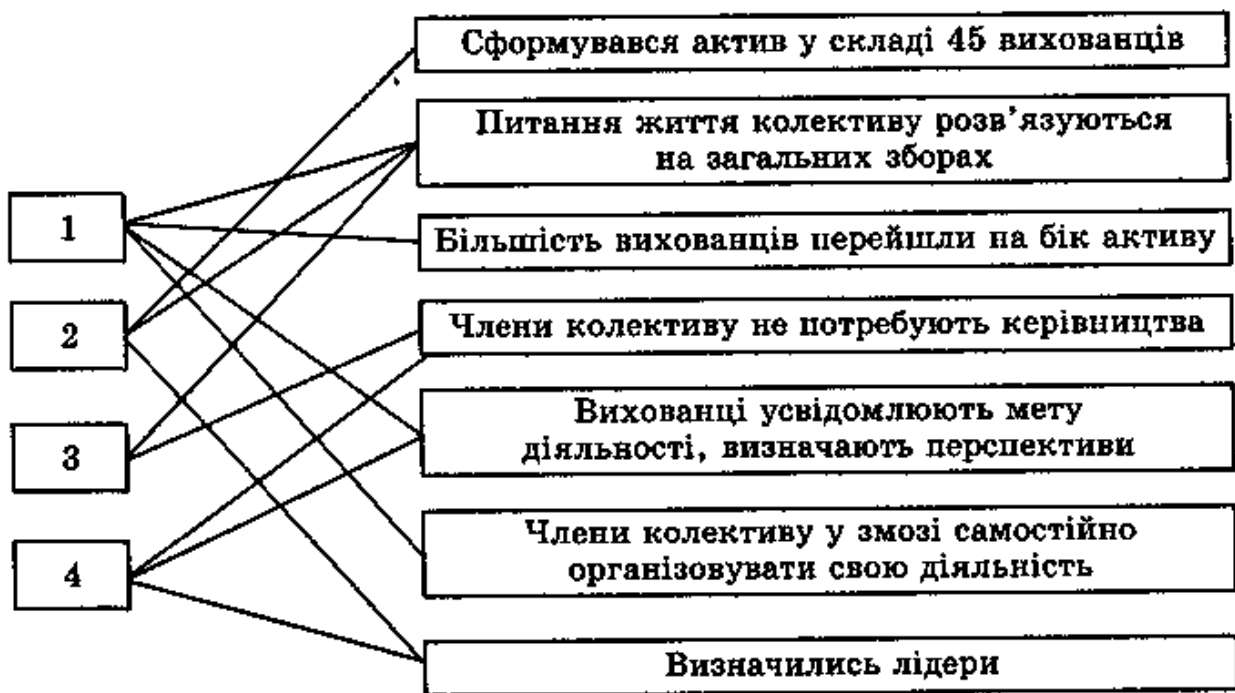 Сформувався актив у складі 45 вихованців
Питання життя колективу розв’язуються
на загальних зборах
1
Більшість вихованців перейшли на бік активу
2
Члени колективу не потребують керівництва
Вихованці усвідомлюють мету
діяльності, визначають перспективи
3
Члени колективу у змозі самостійно
організовувати свою діяльність
4
Визначились лідери